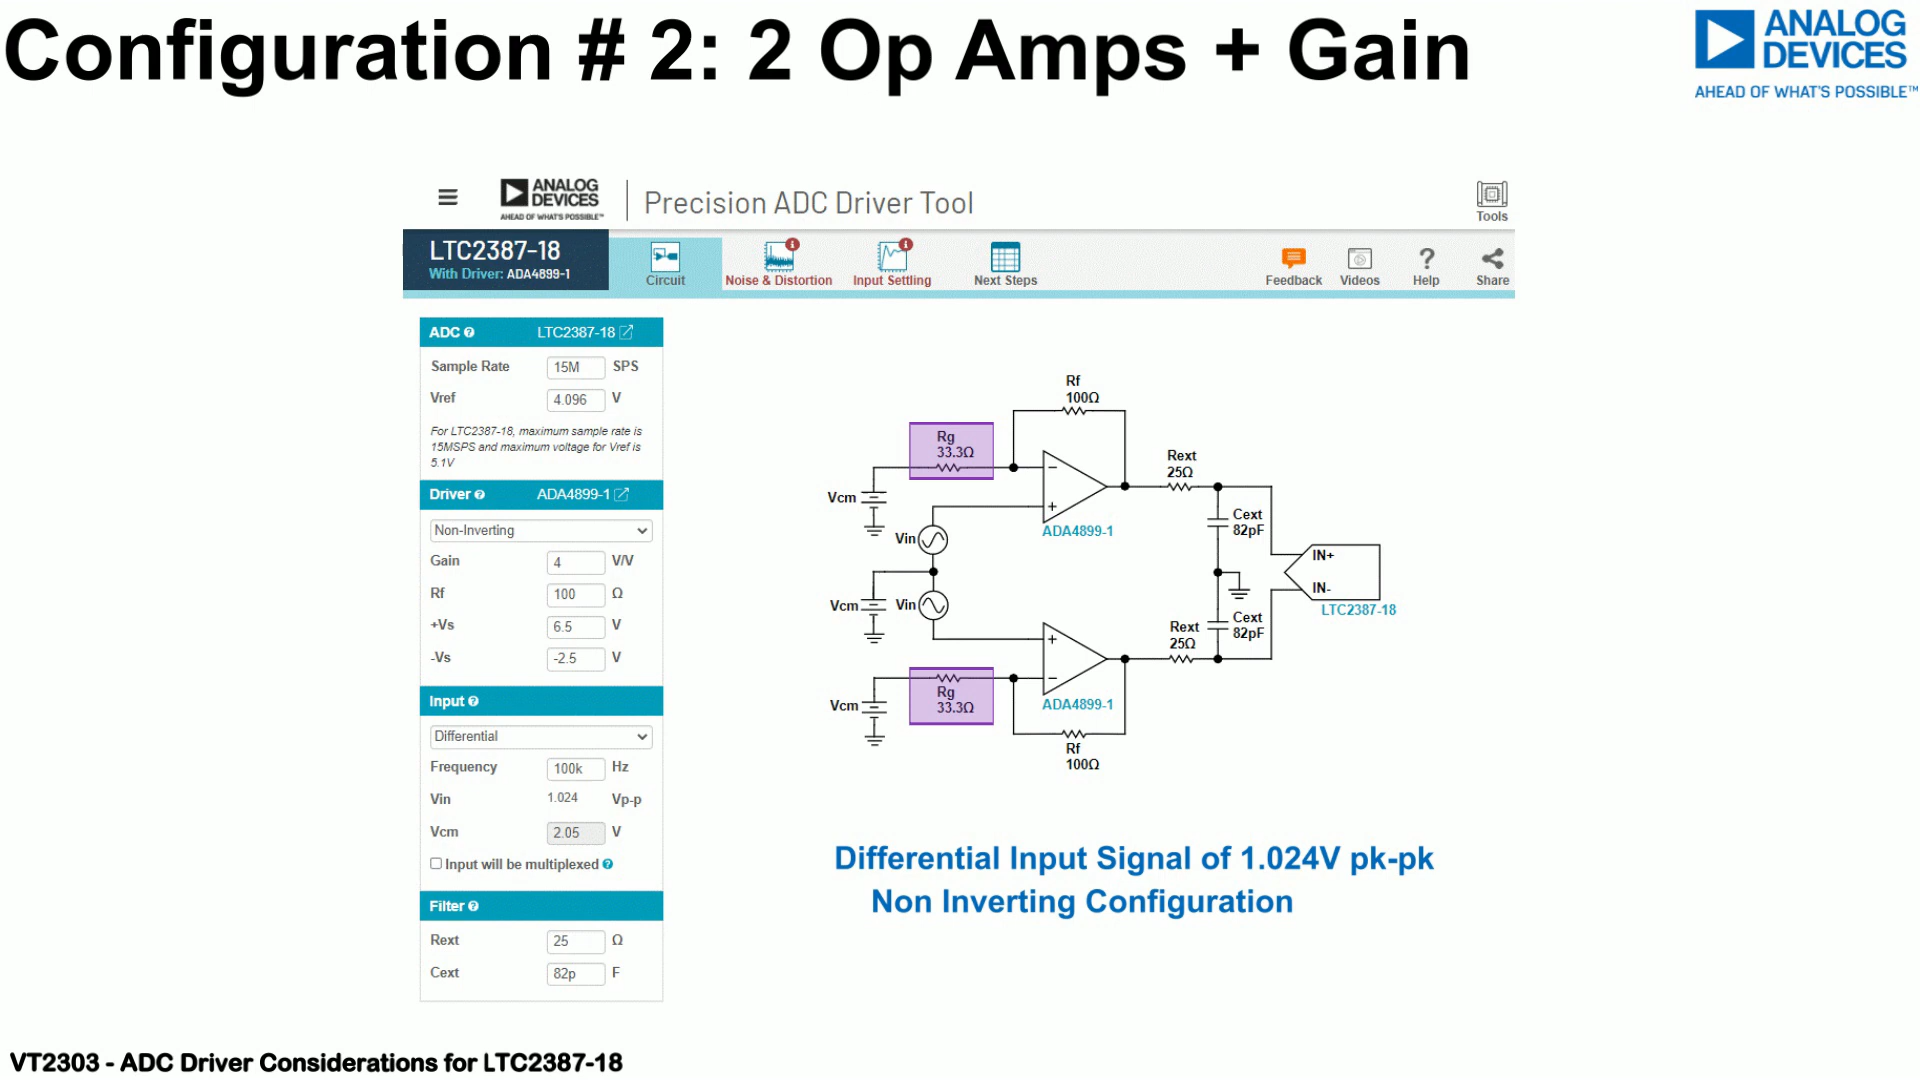 Configuration # 2: 2 Op Amps + Gain
ANALOG
DEVICES
AHEAD OF WHAT'S POSSIBLE™
ANALOG
DEVICES
AHEAD OF WHAT'S POSSIBLE™
Precision ADC Driver Tool
Tools
LTC2387-18
With Driver: ADA4899-1
Circuit
Noise & Distortion
Input Settling
Next Steps
Feedback
Videos
Help
Share
ADC LTC2387-18
Sample Rate 15M SPS
Vref 4.096 V
For LTC2387-18, maximum sample rate is
15MSPS and maximum voltage for Vref is
5.1V
Driver ADA4899-1
Non-Inverting
Gain 4 V/V
Rf 100 Ω
+Vs 6.5 V
-Vs -2.5 V
Input
Differential
Frequency 100k Hz
Vin 1.024 Vp-p
Vcm 2.05 V
Input will be multiplexed
Filter
Rext 25 Ω
Cext 82p F
Rf
100Ω
Rg
33.3Ω
Vcm
−
+
ADA4899-1
Rext
25Ω
Cext
82pF
Vin
IN+
IN-
LTC2387-18
Vcm
Vin
+
−
ADA4899-1
Rext
25Ω
Cext
82pF
Vcm
Rg
33.3Ω
Rf
100Ω
Differential Input Signal of 1.024V pk-pk
Non Inverting Configuration
VT2303 - ADC Driver Considerations for LTC2387-18